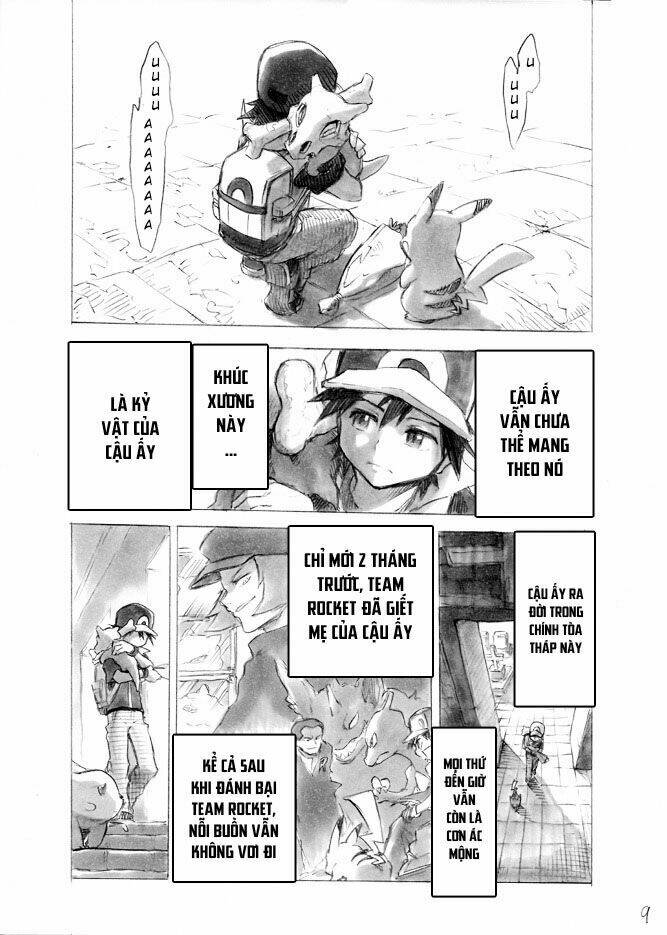 U
UUU
UUUU
AAAAAAAA
CẬU ẤY
VẪN CHƯA
THỂ MANG
THEO NÓ
KHÚC
XƯƠNG
NÀY
...
LÀ KỶ
VẬT CỦA
CẬU ẤY
CẬU ẤY RA
ĐỜI TRONG
CHÍNH TÒA
THÁP NÀY
MỌI THỨ
ĐẾN GIỜ
VẪN
CÒN LÀ
CƠN ÁC
MỘNG
CHỈ MỚI 2 THÁNG
TRƯỚC, TEAM
ROCKET ĐÃ GIẾT
MẸ CỦA CẬU ẤY
KỂ CẢ SAU
KHI ĐÁNH BẠI
TEAM ROCKET,
NỖI BUỒN VẪN
KHÔNG VƠI ĐI
9